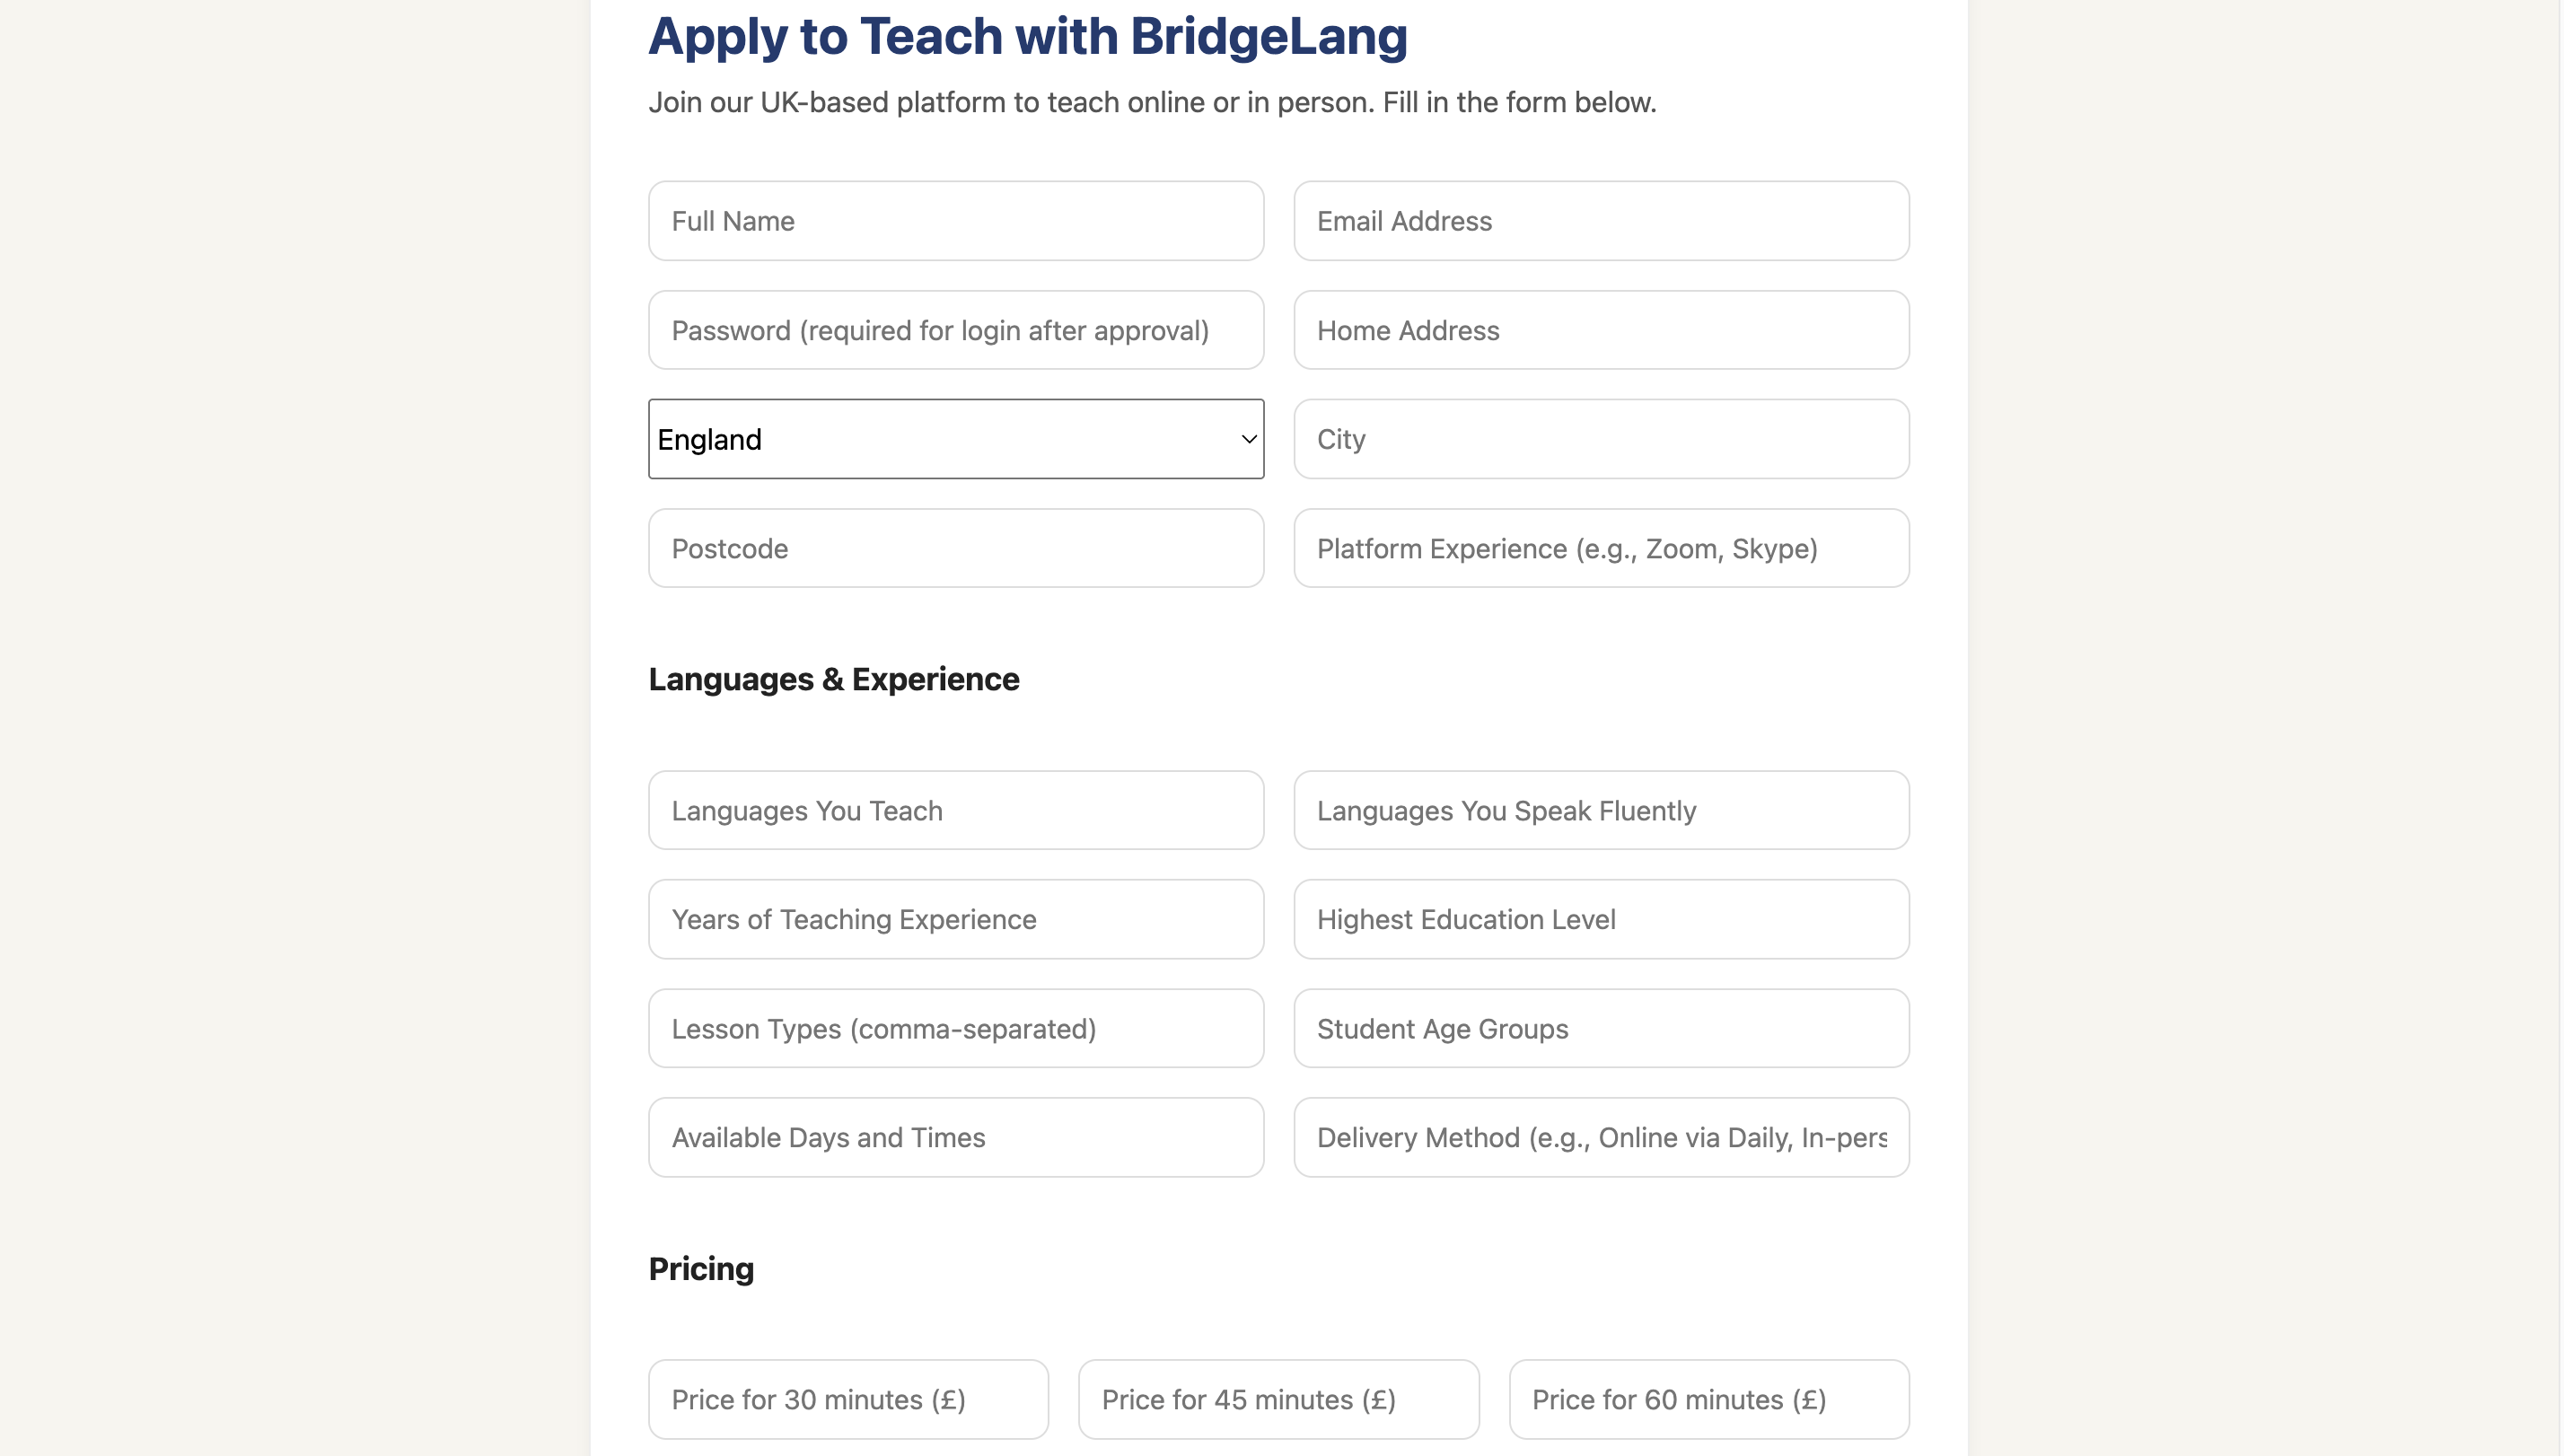 Apply to Teach with BridgeLang
Join our UK-based platform to teach online or in person. Fill in the form below.
Full Name
Email Address
Password (required for login after approval)
Home Address
England
City
Postcode
Platform Experience (e.g., Zoom, Skype)
Languages & Experience
Languages You Teach
Languages You Speak Fluently
Years of Teaching Experience
Highest Education Level
Lesson Types (comma-separated)
Student Age Groups
Available Days and Times
Delivery Method (e.g., Online via Daily, In-pers
Pricing
Price for 30 minutes (£)
Price for 45 minutes (£)
Price for 60 minutes (£)